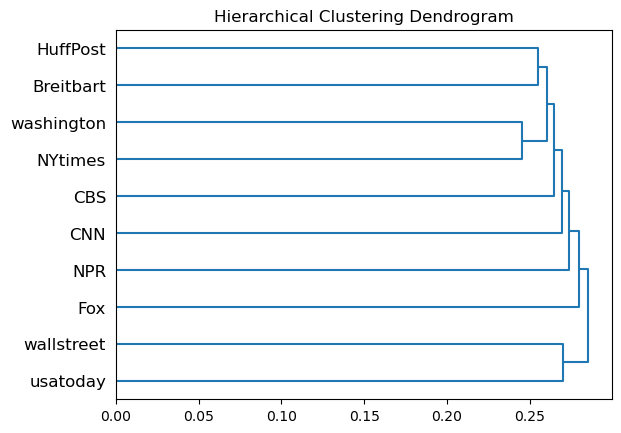 Hierarchical Clustering Dendrogram
HuffPost
Breitbart
washington
NYtimes
CBS
CNN
NPR
Fox
wallstreet
usatoday
0.00 0.05 0.10 0.15 0.20 0.25